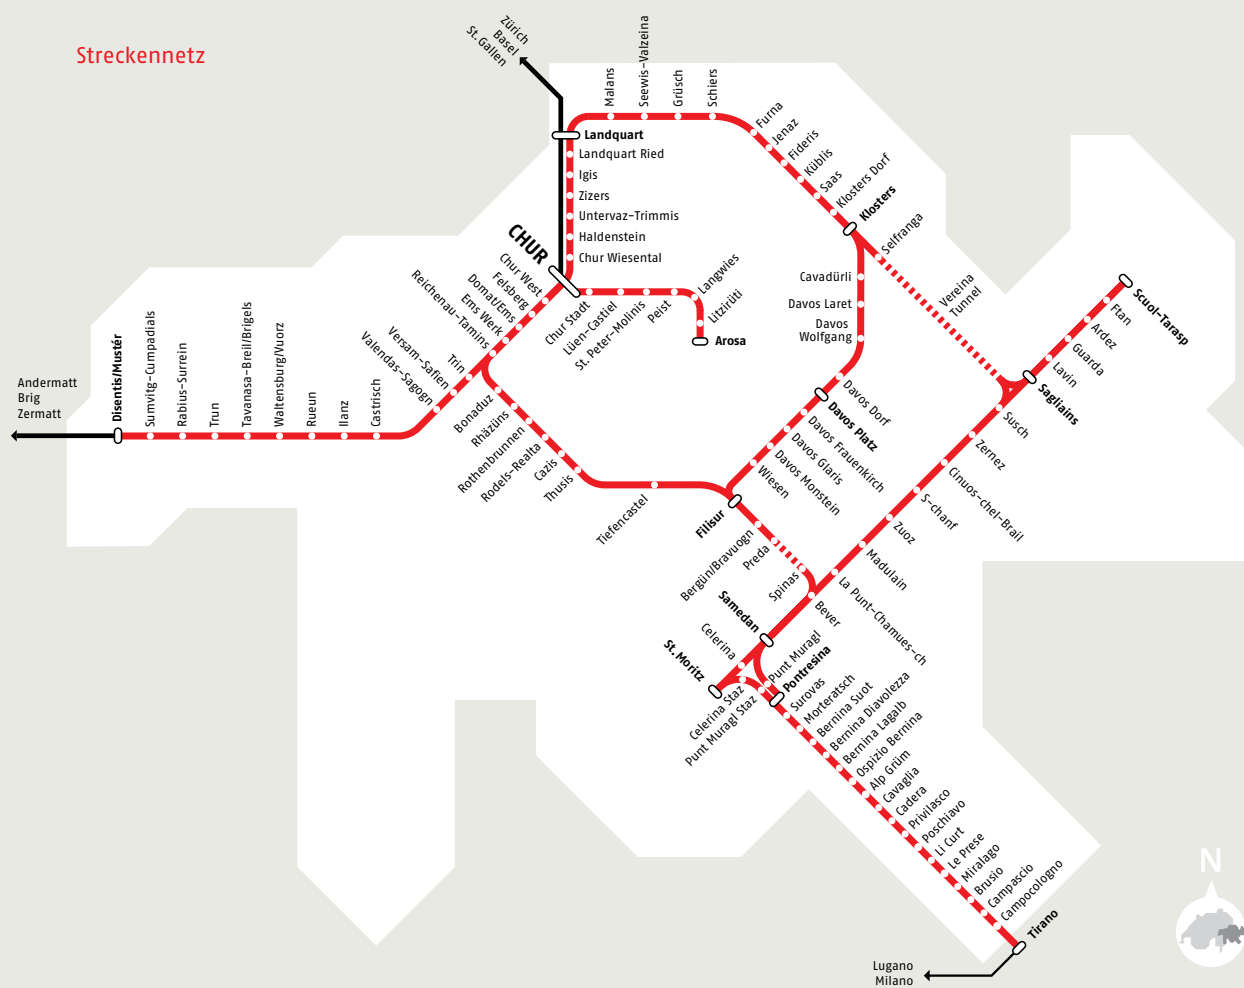 Streckennetz
Zürich
Basel
St. Gallen
Malans
Seewis-Valzeina
Grüsch
Schiers
Furna
Jenaz
Fideris
Küblis
Saas
Klosters Dorf
Klosters
Selfranga
Vereina
Tunnel
Landquart
Landquart Ried
Igis
Zizers
Untervaz-Trimmis
Haldenstein
Chur Wiesental
CHUR
Chur West
Felsberg
Domat/Ems
Ems Werk
Reichenau-Tamins
Trin
Versam-Safien
Valendas-Sagogn
Castrisch
Ilanz
Rueun
Waltensburg/Vuorz
Tavanasa-Breil/Brigels
Trun
Rabius-Surrein
Sumvitg-Cumpadials
Disentis/Mustér
Andermatt
Brig
Zermatt
Chur Stadt
Lüen-Castiel
St. Peter-Molinis
Peist
Langwies
Litzirüti
Arosa
Cavadürli
Davos Laret
Davos
Wolfgang
Davos Dorf
Davos Platz
Davos Frauenkirch
Davos Glaris
Davos Monstein
Wiesen
Bonaduz
Rhäzüns
Rothenbrunnen
Rodels-Realta
Cazis
Thusis
Tiefencastel
Filisur
Bergün/Bravuogn
Preda
Spinas
Bever
Scuol-Tarasp
Ftan
Ardez
Guarda
Lavin
Sagliains
Susch
Zernez
Cinuos-chel-Brail
S-chanf
Zuoz
Madulain
La Punt-Chamues-ch
Samedan
Celerina
St. Moritz
Celerina Staz
Punt Muragl Staz
Punt Muragl
Pontresina
Surovas
Morteratsch
Bernina Suot
Bernina Diavolezza
Bernina Lagalb
Ospizio Bernina
Alp Grüm
Cavaglia
Cadera
Privilasco
Poschiavo
Li Curt
Le Prese
Miralago
Brusio
Campascio
Campocologno
Tirano
Lugano
Milano
N